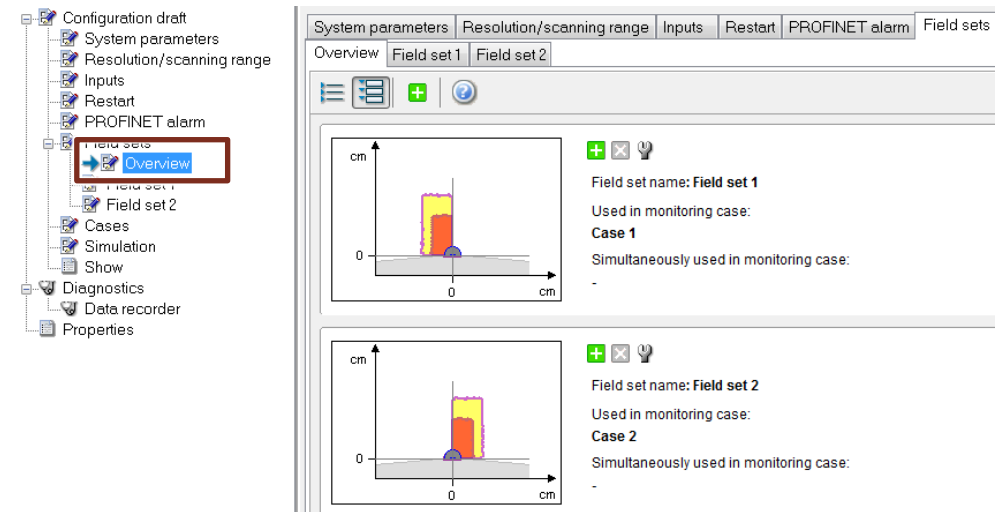 Configuration draft
System parameters
Resolution/scanning range
Inputs
Restart
PROFINET alarm
Field sets
Overview
Field set 1
Field set 2
Cases
Simulation
Show
Diagnostics
Data recorder
Properties
System parameters Resolution/scanning range Inputs Restart PROFINET alarm Field sets
Overview Field set 1 Field set 2
cm
0
0 cm
Field set name: Field set 1
Used in monitoring case:
Case 1
Simultaneously used in monitoring case:
-
cm
0
0 cm
Field set name: Field set 2
Used in monitoring case:
Case 2
Simultaneously used in monitoring case:
-